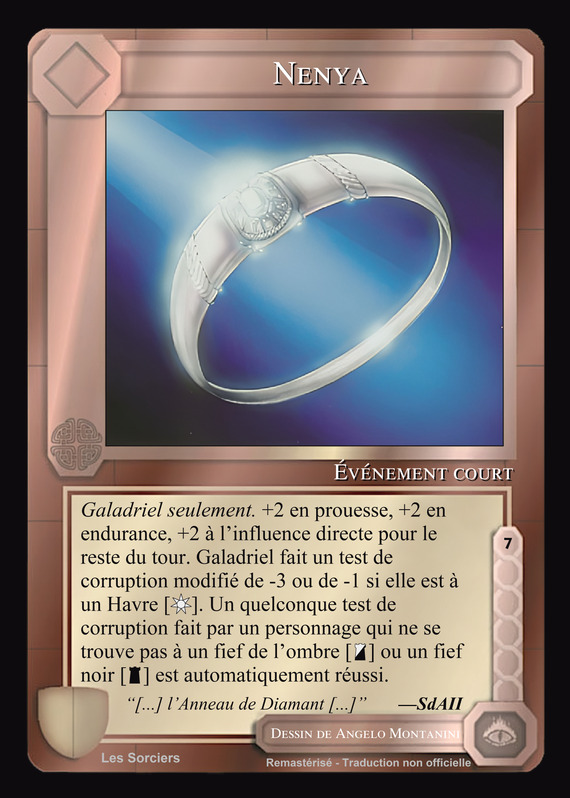 Nenya
Événement court
Galadriel seulement. +2 en prouesse, +2 en
endurance, +2 à l'influence directe pour le
reste du tour. Galadriel fait un test de
corruption modifié de -3 ou de -1 si elle est à
un Havre [ ]. Un quelconque test de
corruption fait par un personnage qui ne se
trouve pas à un fief de l'ombre [ ] ou un fief
noir [ ] est automatiquement réussi.
7
"[...] l'Anneau de Diamant [...]" —SdAII
Dessin de Angelo Montanini
Les Sorciers
Remastérisé - Traduction non officielle